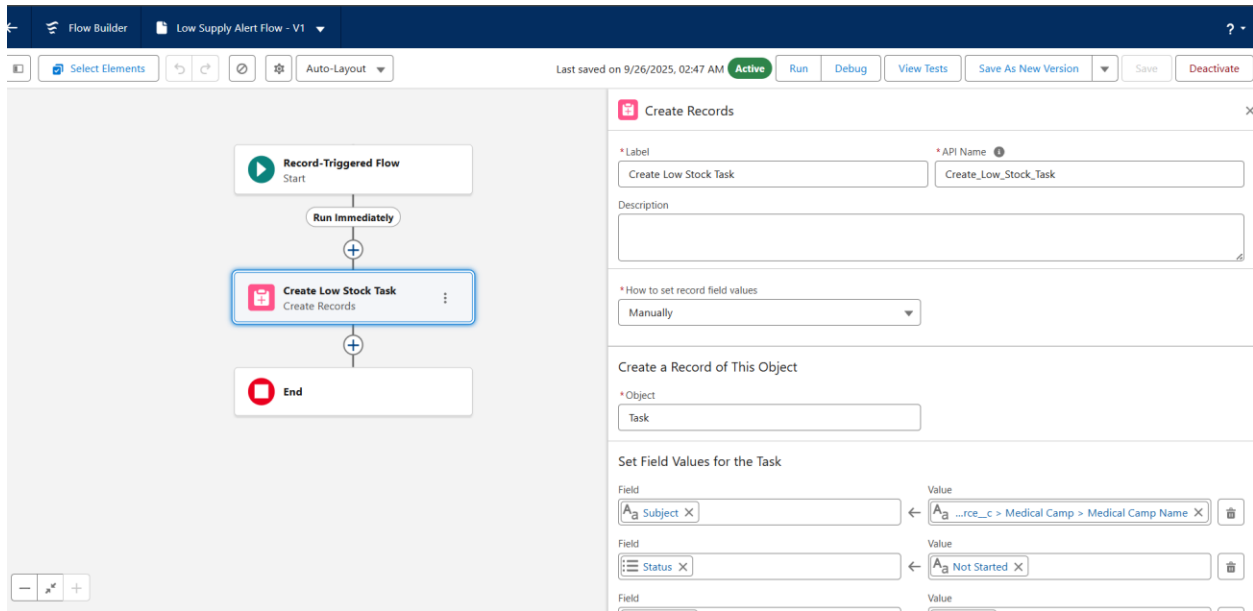 Flow Builder
Low Supply Alert Flow - V1
?
Select Elements
Auto-Layout
Last saved on 9/26/2025, 02:47 AM Active
Run
Debug
View Tests
Save As New Version
Save
Deactivate
Record-Triggered Flow
Start
Run Immediately
Create Low Stock Task
Create Records
End
Create Records
* Label
Create Low Stock Task
* API Name
Create_Low_Stock_Task
Description
* How to set record field values
Manually
Create a Record of This Object
* Object
Task
Set Field Values for the Task
Field Value
Aa Subject ← Aa ...rce__c > Medical Camp > Medical Camp Name
Field Value
Status ← Aa Not Started
Field Value